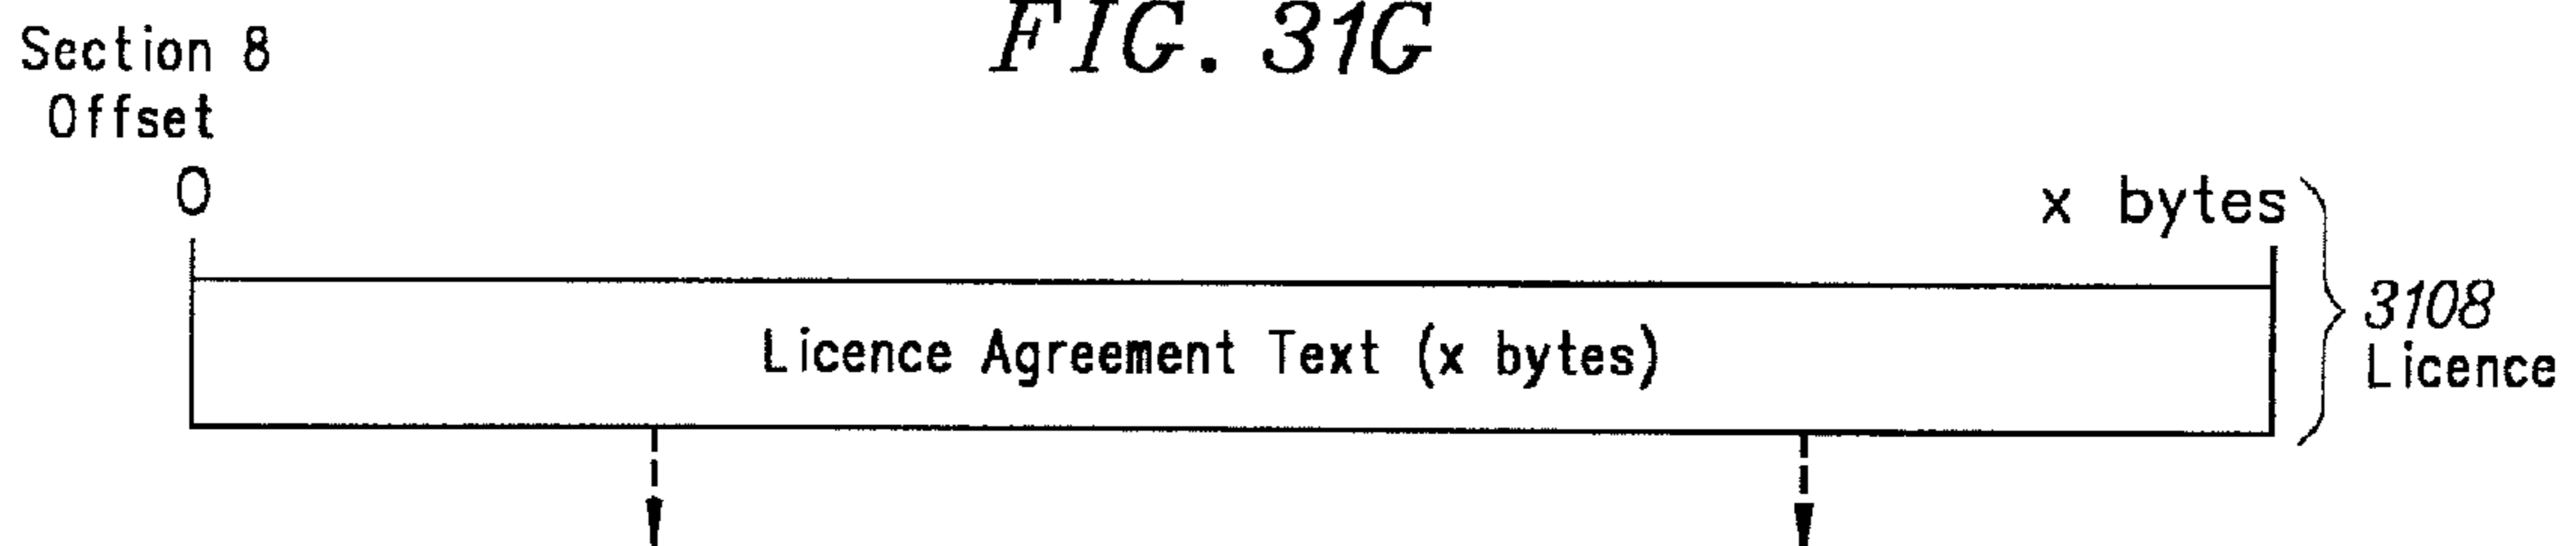 FIG. 31G
Section 8
Offset
0
x bytes
Licence Agreement Text (x bytes)
3108
Licence